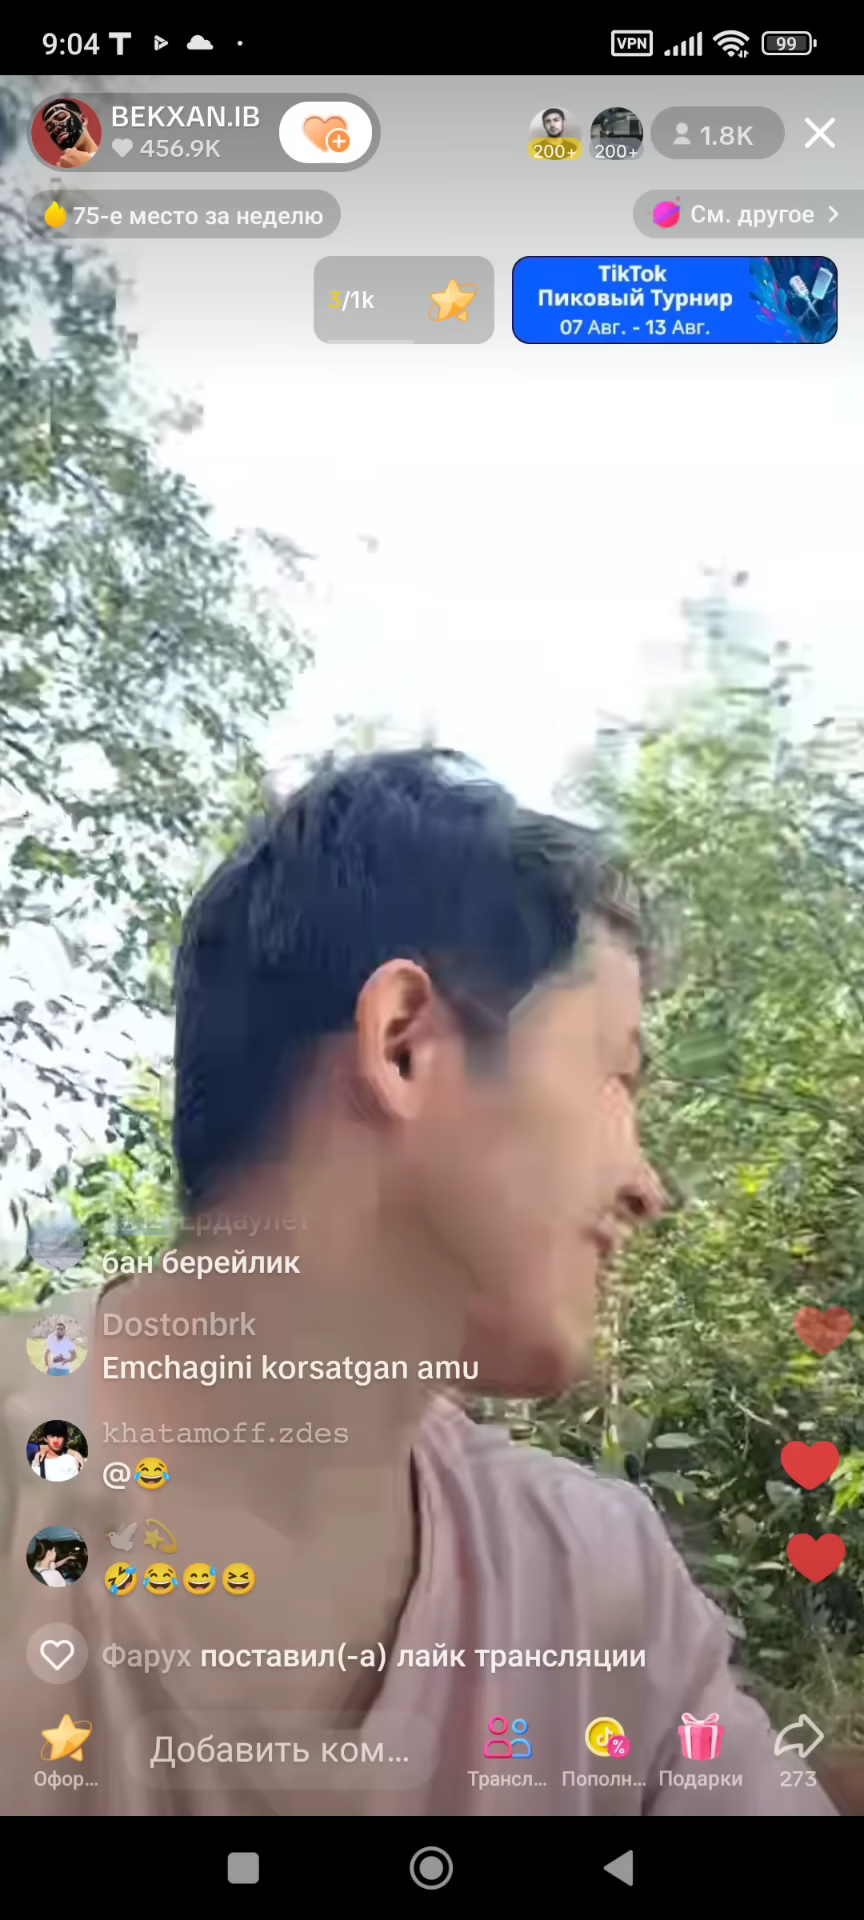 9:04
VPN
99
BEKXAN.IB
456.9K
200+
200+
1.8K
75-е место за неделю
См. другое
3/1k
TikTok
Пиковый Турнир
07 Авг. - 13 Авг.
Ердаулет
бан берейлик
Dostonbrk
Emchagini korsatgan amu
khatamoff.zdes
@😂
🕊️💫
🤣😂😅😆
Фарух поставил(-а) лайк трансляции
Добавить ком...
Офор...
Трансл...
Пополн...
Подарки
273